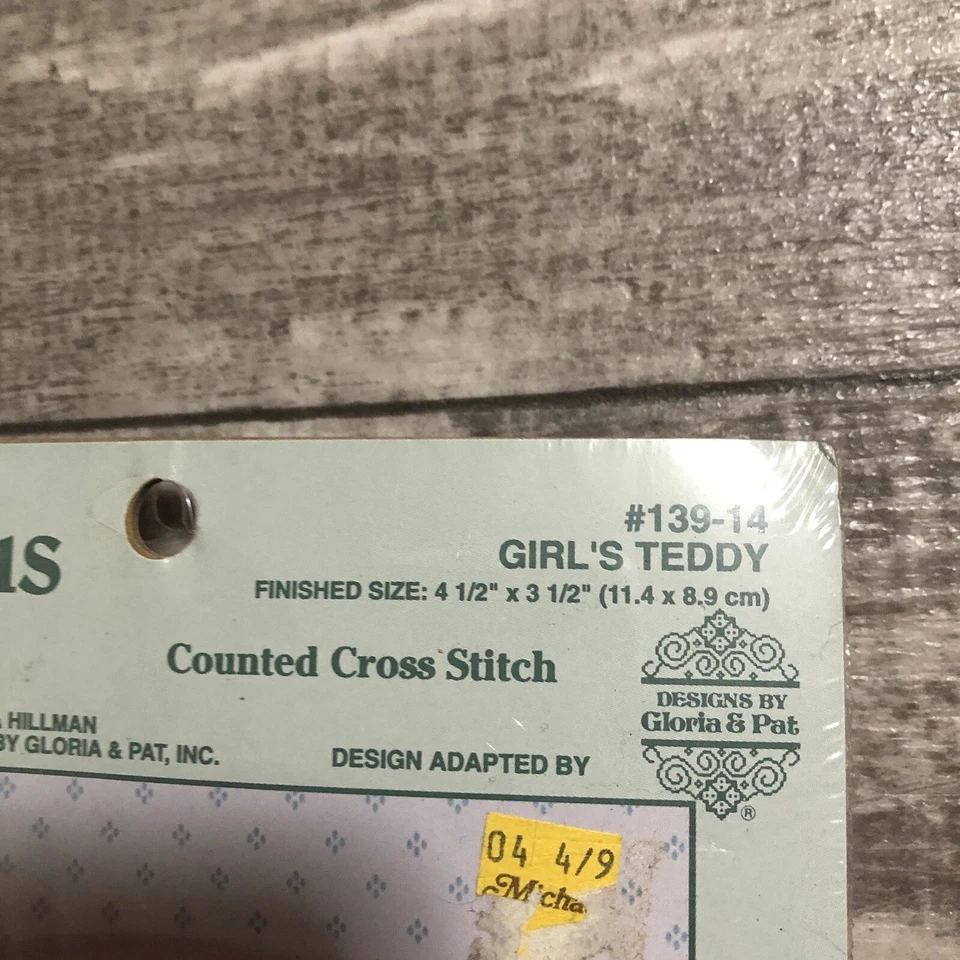 #139-14
GIRL'S TEDDY
FINISHED SIZE: 4 1/2" x 3 1/2" (11.4 x 8.9 cm)
Counted Cross Stitch
HILLMAN
BY GLORIA & PAT, INC.
DESIGN ADAPTED BY
DESIGNS BY
Gloria & Pat
®
04 4/9